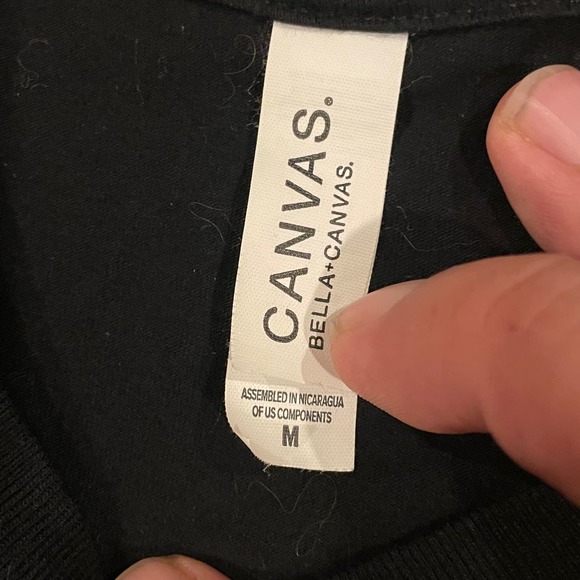 CANVAS®.
BELLA+CANVAS.
ASSEMBLED IN NICARAGUA
OF US COMPONENTS
M